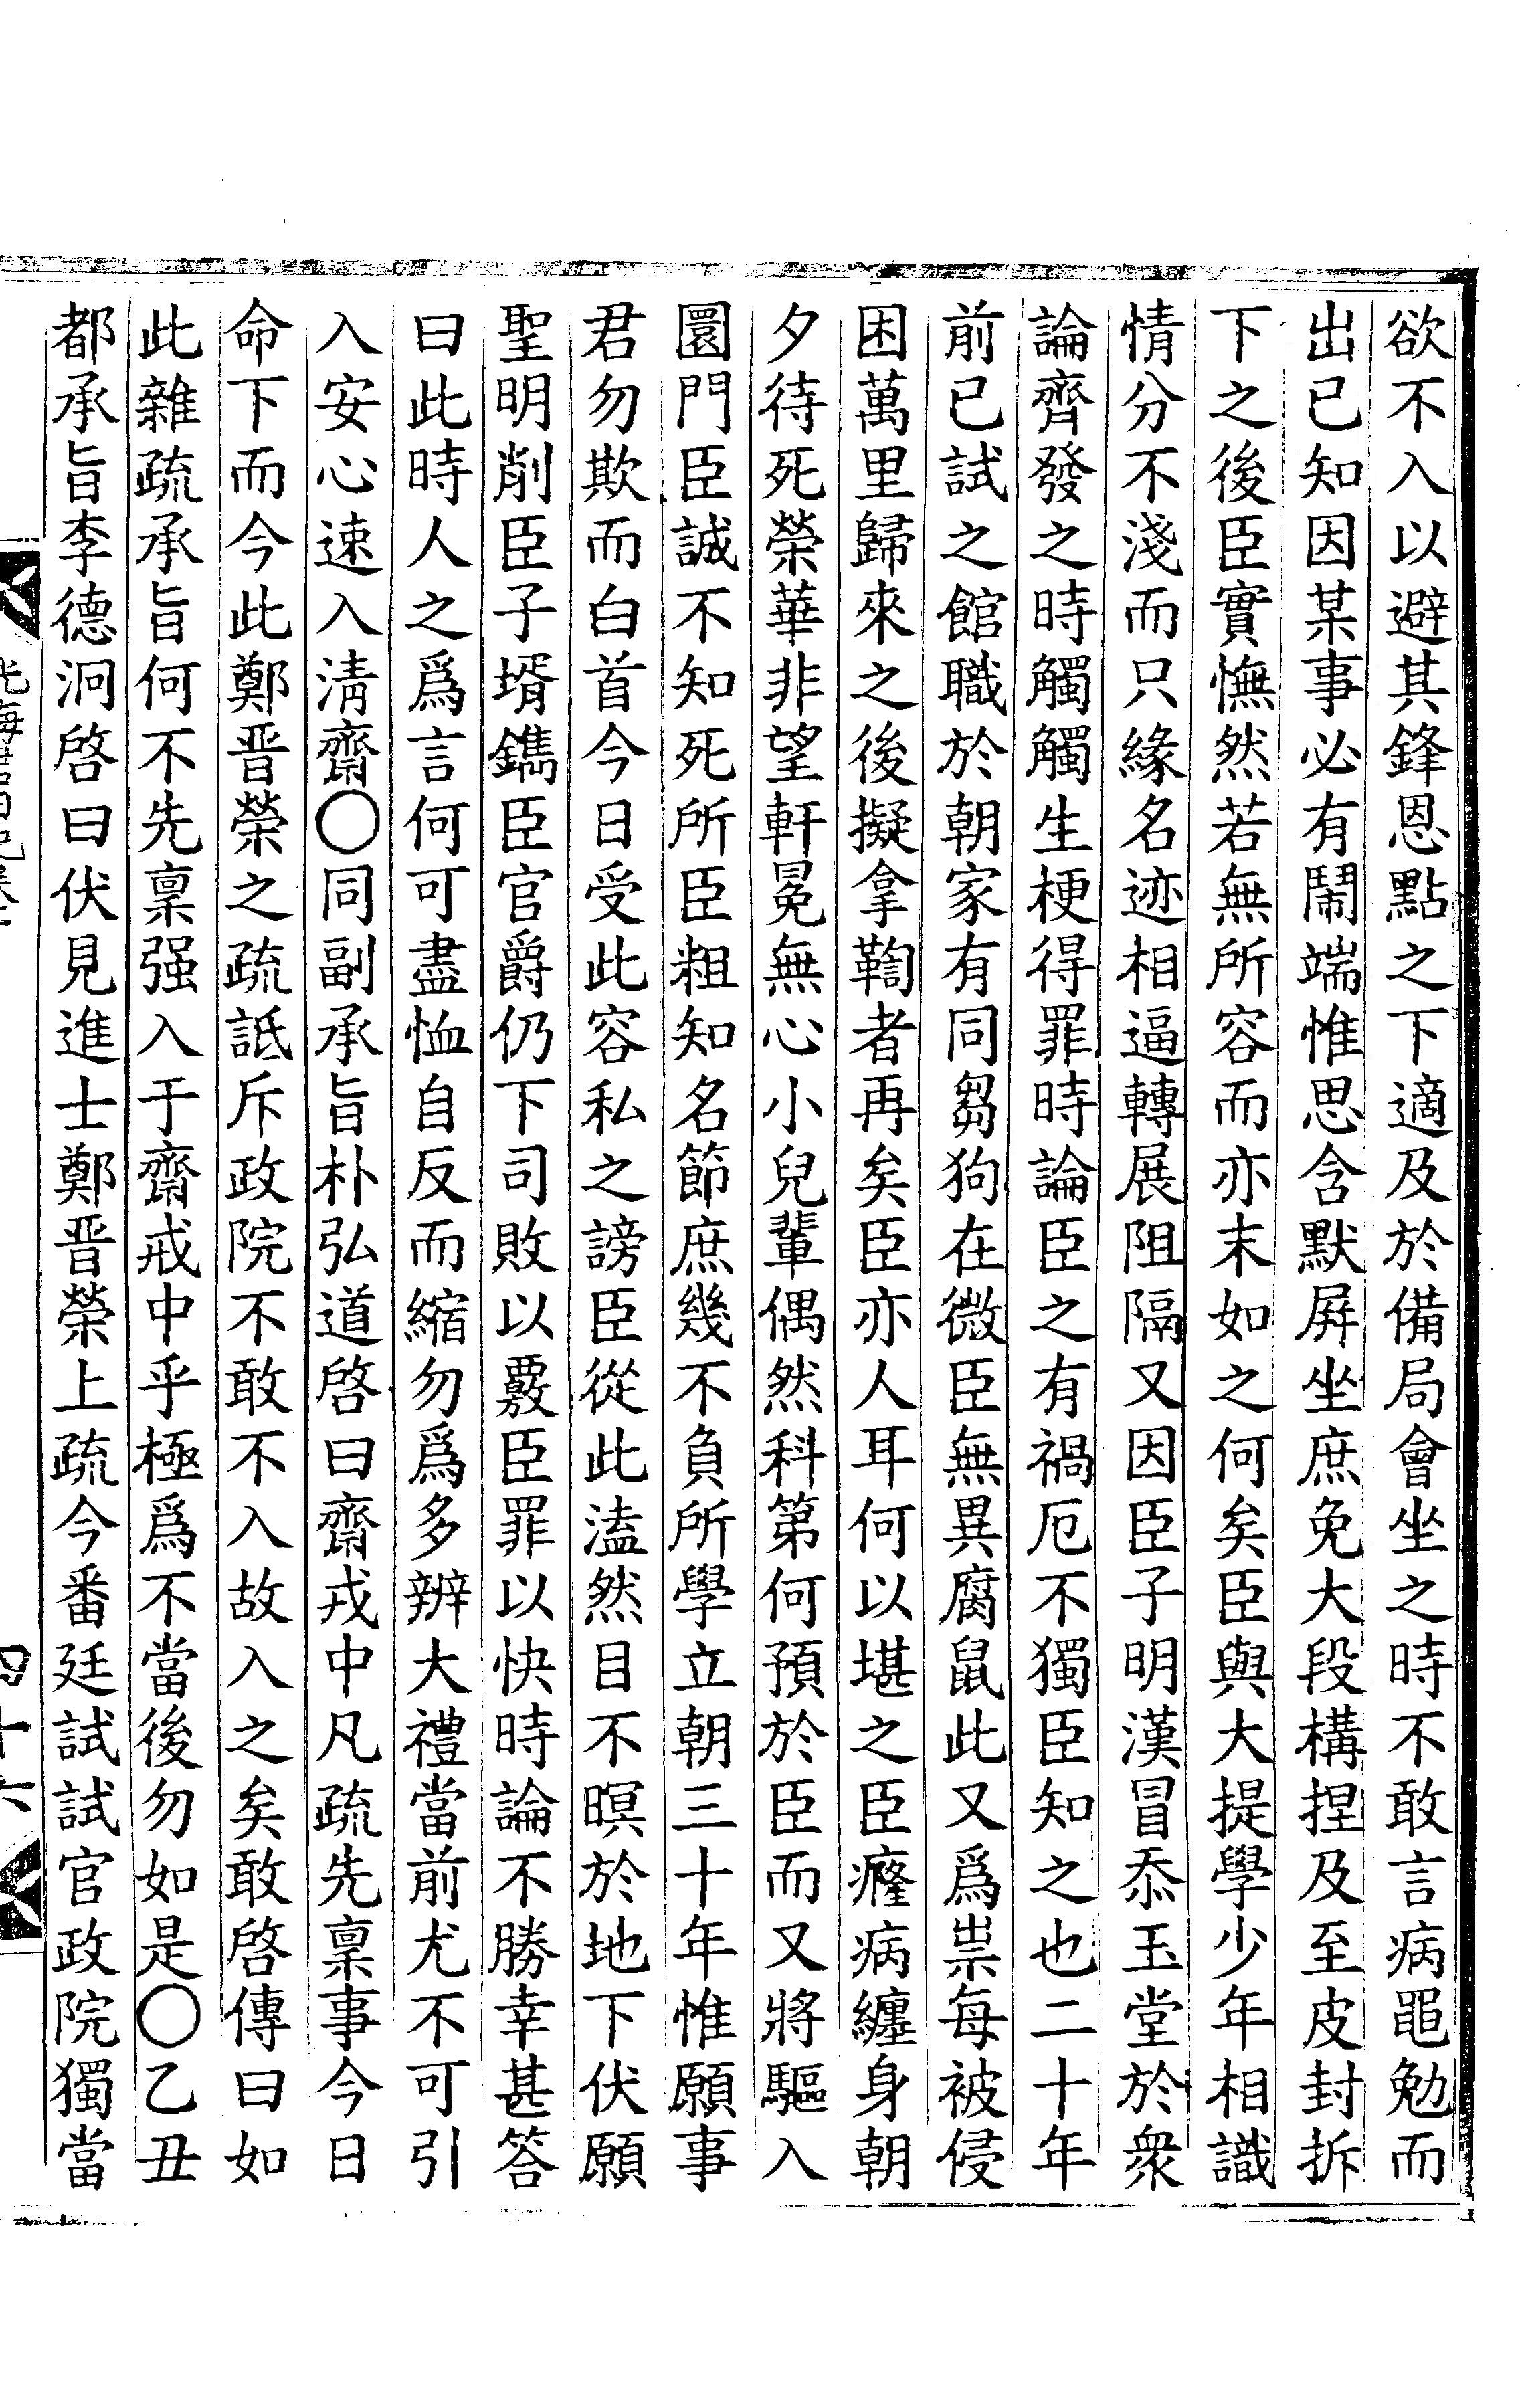 欲不入以避其鋒恩點之下適及於備局會坐之時不敢言病黽勉而
出已知因某事必有鬧端惟思含默屛坐庶免大段構捏及至皮封拆
下之後臣實憮然若無所容而亦末如之何矣臣與大提學少年相識
情分不淺而只緣名迹相逼轉展阻隔又因臣子明漢冒忝玉堂於衆
論齊發之時觸觸生梗得罪時論臣之有禍厄不獨臣知之也二十年
前已試之館職於朝家有同芻狗在微臣無異腐鼠此又爲祟每被侵
困萬里歸來之後擬拿鞫者再矣臣亦人耳何以堪之臣癃病纏身朝
夕待死榮華非望軒冕無心小兒輩偶然科第何預於臣而又將驅入
圜門臣誠不知死所臣粗知名節庶幾不負所學立朝三十年惟願事
君勿欺而白首今日受此容私之謗臣從此溘然目不暝於地下伏願
聖明削臣子壻鐫臣官爵仍下司敗以覈臣罪以快時論不勝幸甚答
曰此時人之爲言何可盡恤自反而縮勿爲多辨大禮當前尤不可引
入安心速入淸齋○同副承旨朴弘道啓曰齋戒中凡疏先稟事今日
命下而今此鄭晋榮之疏詆斥政院不敢不入故入之矣敢啓傳曰如
此雜疏承旨何不先稟强入于齋戒中乎極爲不當後勿如是○乙丑
都承旨李德泂啓曰伏見進士鄭晋榮上疏今番廷試試官政院獨當
四十六